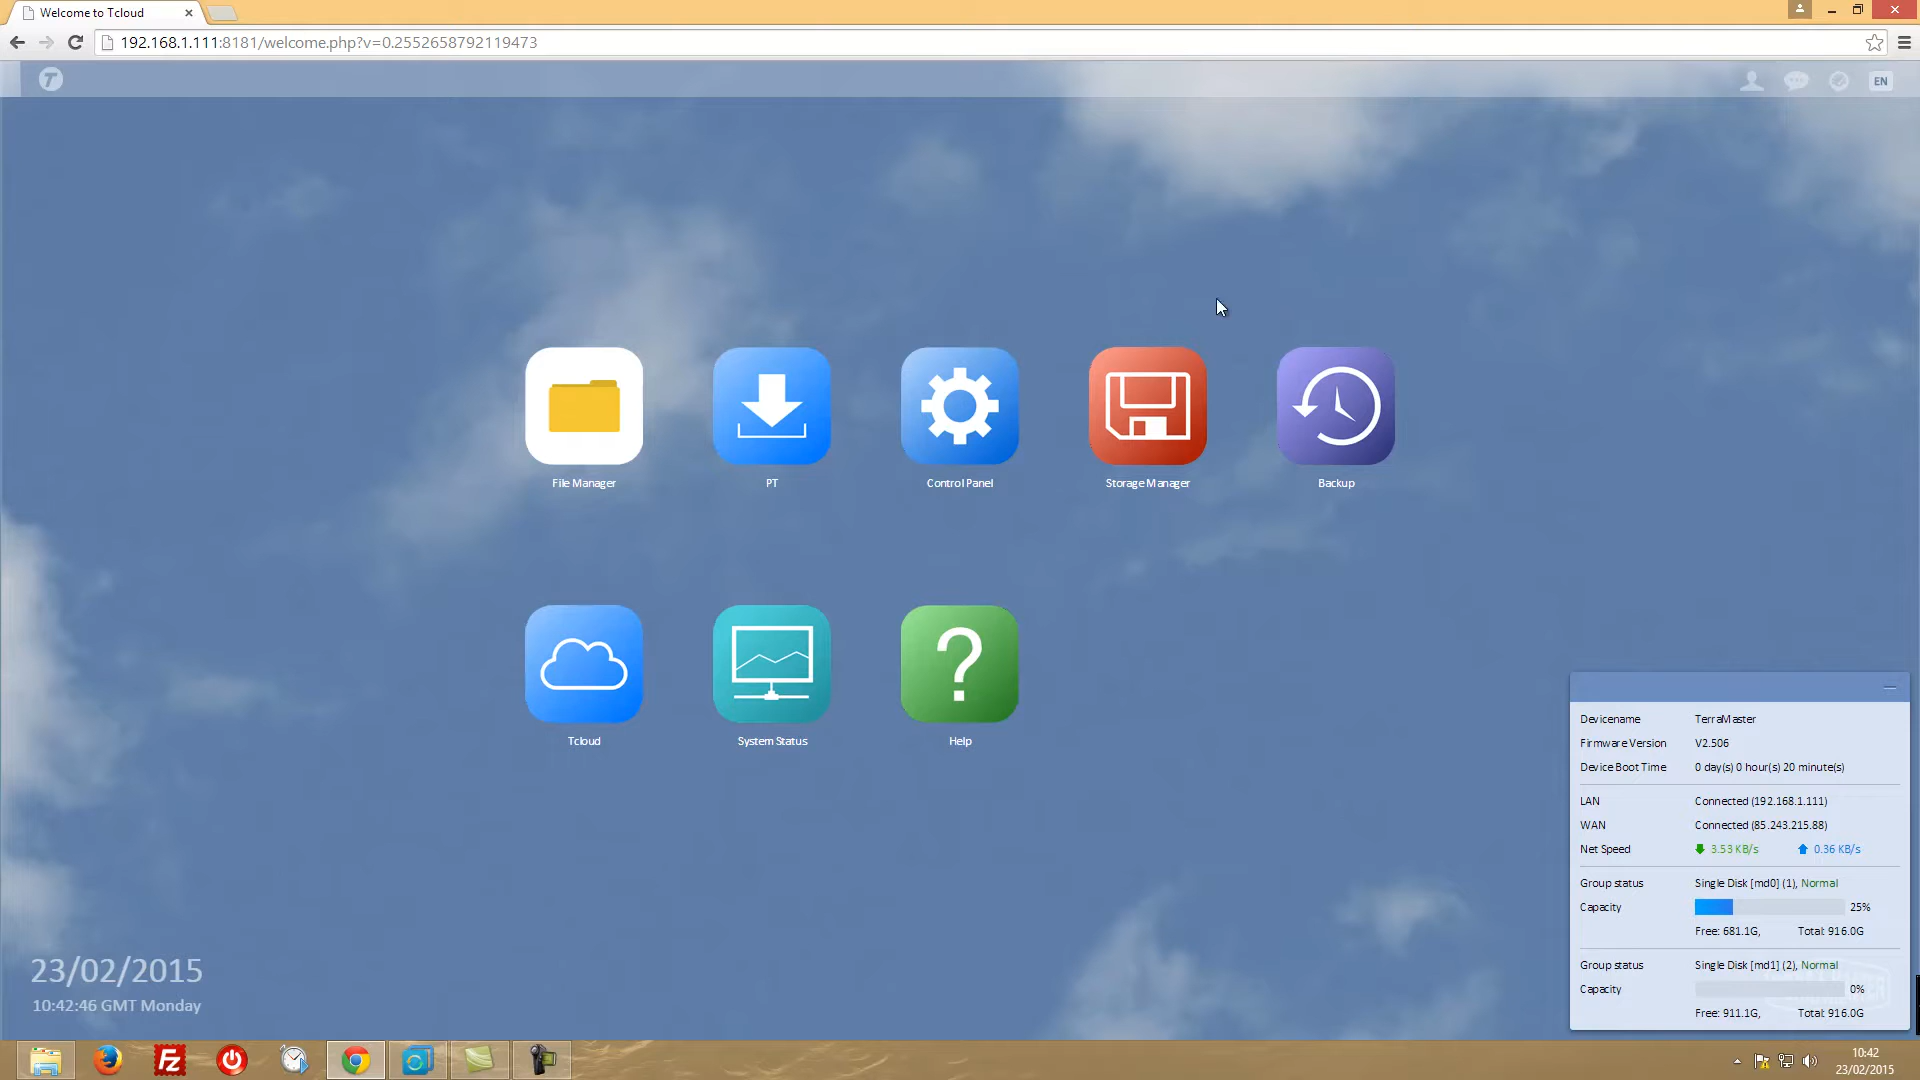 Welcome to Tcloud
192.168.1.111:8181/welcome.php?v=0.2552658792119473
T
EN
File Manager
PT
Control Panel
Storage Manager
Backup
Tcloud
System Status
?
Help
Devicename TerraMaster
Firmware Version V2.506
Device Boot Time 0 day(s) 0 hour(s) 20 minute(s)
LAN Connected (192.168.1.111)
WAN Connected (85.243.215.88)
Net Speed 3.53 KB/s 0.36 KB/s
Group status Single Disk [md0] (1), Normal
Capacity 25%
Free: 681.1G, Total: 916.0G
Group status Single Disk [md1] (2), Normal
Capacity 0%
Free: 911.1G, Total: 916.0G
23/02/2015
10:42:46 GMT Monday
Fz
10:42
23/02/2015